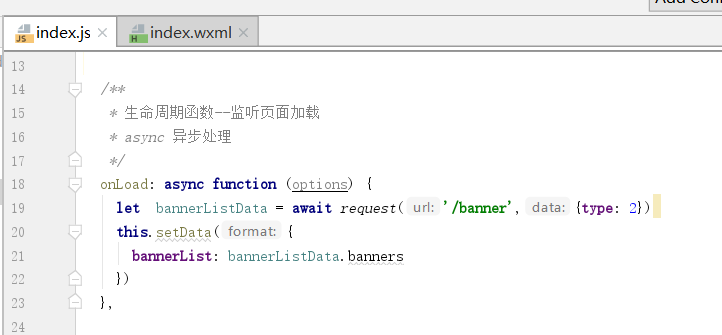 Add Con
index.js
index.wxml
13
14 /**
15 * 生命周期函数--监听页面加载
16 * async 异步处理
17 */
18 onLoad: async function (options) {
19 let bannerListData = await request( url: '/banner', data: {type: 2})
20 this.setData( format: {
21 bannerList: bannerListData.banners
22 })
23 },
24